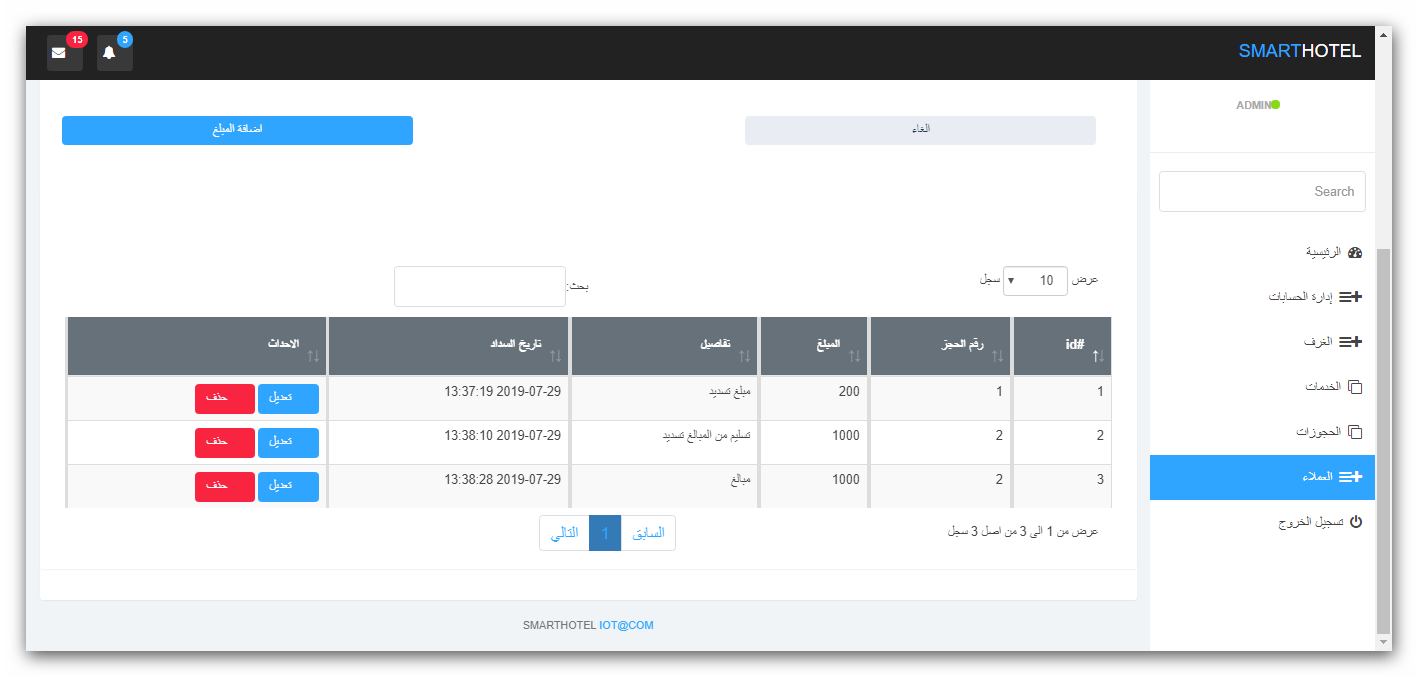 SMARTHOTEL
5
15
ADMIN
Search
الرئيسية
إدارة الحسابات
الغرف
الخدمات
الحجوزات
العملاء
تسجيل الخروج
الغاء
اضافة المبلغ
عرض 10 سجل
بحث:
id# رقم الحجز المبلغ تفاصيل تاريخ السداد الاحداث
1 1 200 مبلغ تسديد 2019-07-29 13:37:19 تعديل حذف
2 2 1000 تسليم من المبالغ تسديد 2019-07-29 13:38:10 تعديل حذف
3 2 1000 مبالغ 2019-07-29 13:38:28 تعديل حذف
عرض من 1 الى 3 من اصل 3 سجل
السابق 1 التالي
SMARTHOTEL IOT@COM